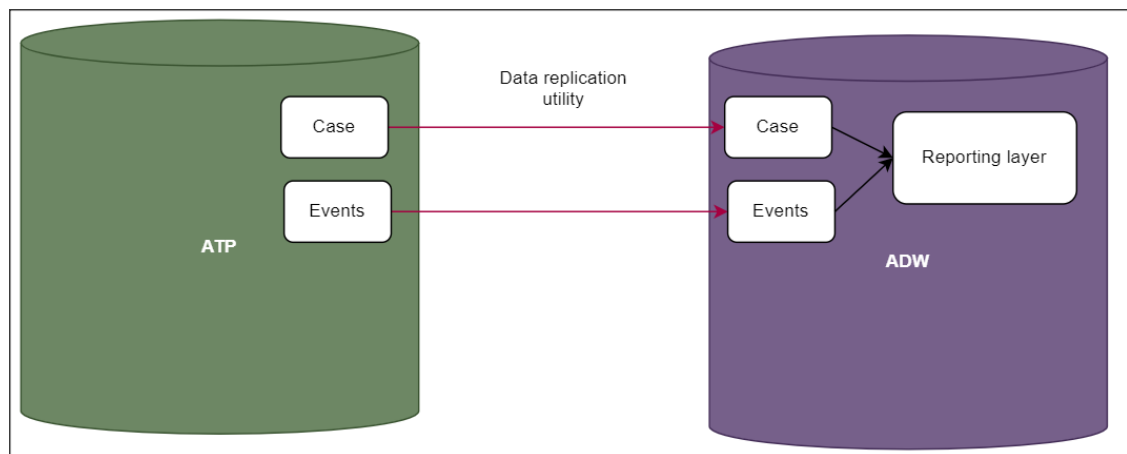 Data replication
utility
Case
Case
Reporting layer
Events
Events
ATP
ADW